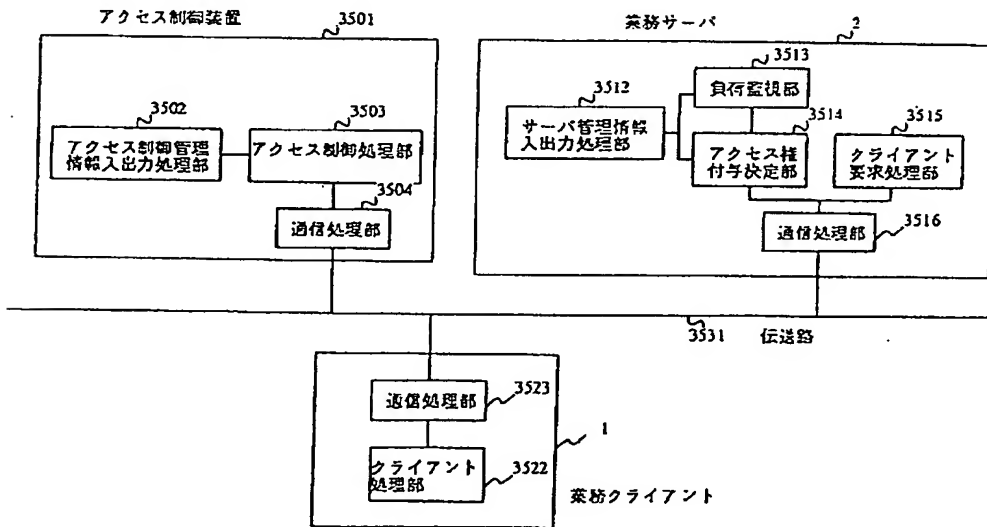 アクセス制御装置
3501
3502
アクセス制御管理
情報入出力処理部
3503
アクセス制御処理部
3504
通信処理部
業務サーバ
2
3512
サーバ管理情報
入出力処理部
3513
負荷監視部
3514
アクセス権
付与決定部
3515
クライアント
要求処理部
通信処理部
3516
3531
伝送路
通信処理部
3523
1
クライアント
処理部
3522
業務クライアント